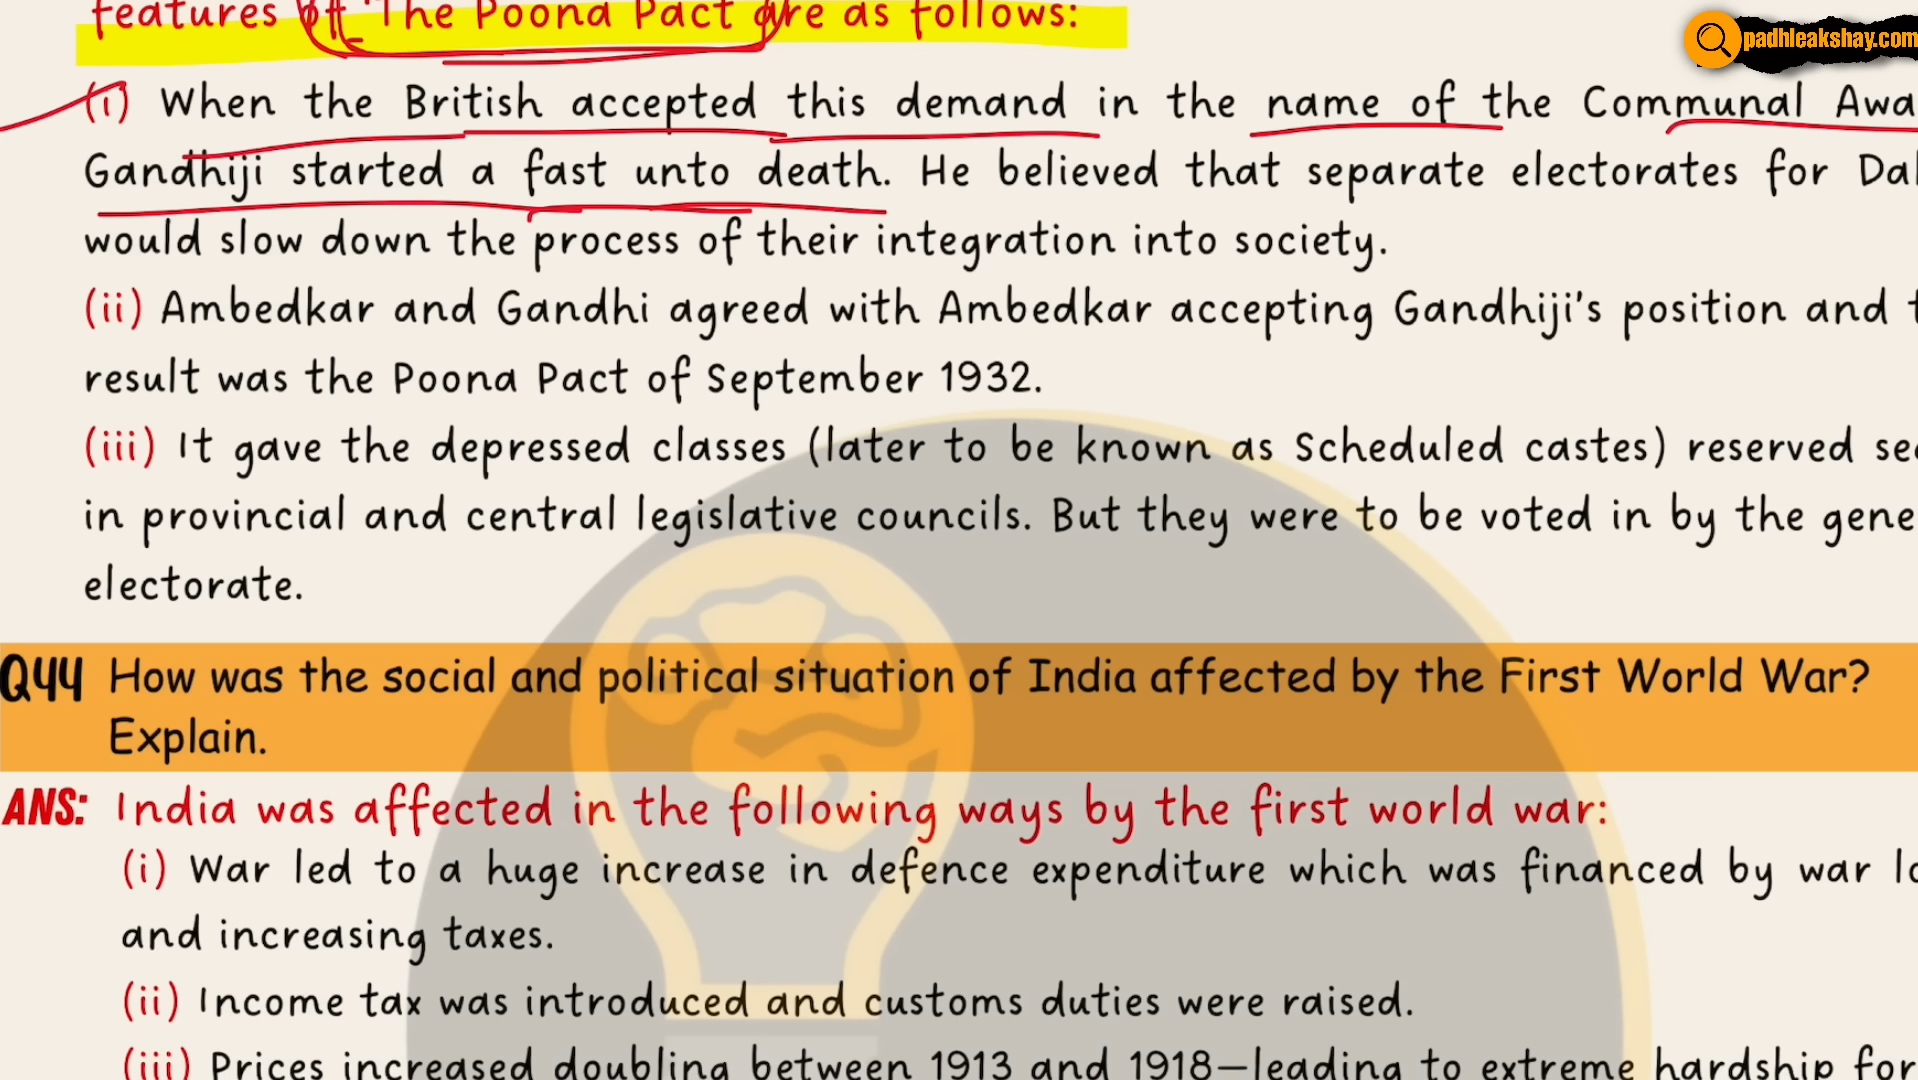 features of 'The Poona Pact are as follows:
padhleakshay.com
(i) When the British accepted this demand in the name of the Communal Awa
Gandhiji started a fast unto death. He believed that separate electorates for Dal
would slow down the process of their integration into society.
(ii) Ambedkar and Gandhi agreed with Ambedkar accepting Gandhiji's position and t
result was the Poona Pact of September 1932.
(iii) It gave the depressed classes (later to be known as Scheduled castes) reserved sea
in provincial and central legislative councils. But they were to be voted in by the gene
electorate.
Q44 How was the social and political situation of India affected by the First World War?
Explain.
ANS: India was affected in the following ways by the first world war:
(i) War led to a huge increase in defence expenditure which was financed by war lo
and increasing taxes.
(ii) Income tax was introduced and customs duties were raised.
(iii) Prices increased doubling between 1913 and 1918—leading to extreme hardship for